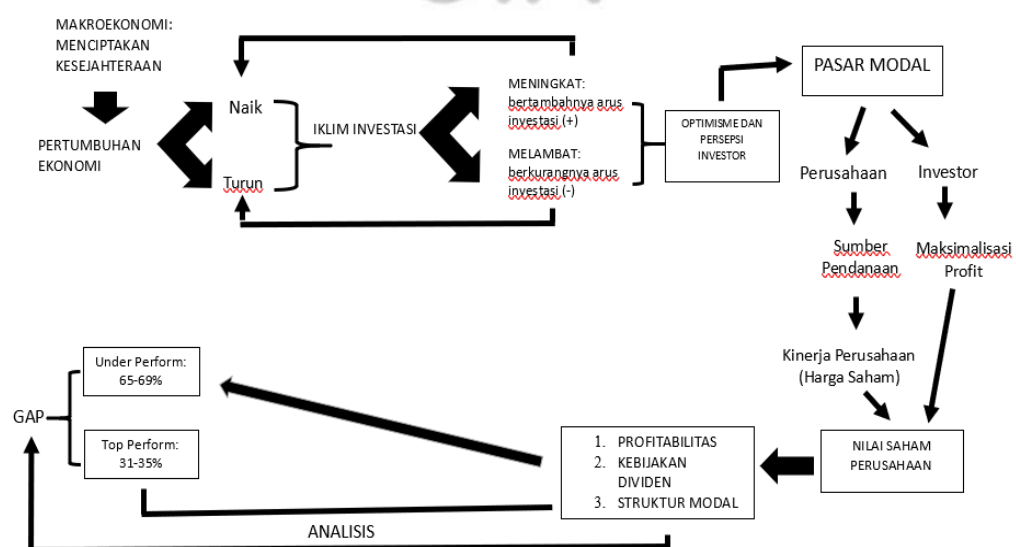 MAKROEKONOMI:
MENCIPTAKAN
KESEJAHTERAAN
PERTUMBUHAN
EKONOMI
Naik
Turun
IKLIM INVESTASI
MENINGKAT:
bertambahnya arus
investasi (+)
MELAMBAT:
berkurangnya arus
investasi (-)
OPTIMISME DAN
PERSEPSI
INVESTOR
PASAR MODAL
Perusahaan
Investor
Sumber
Pendanaan
Maksimalisasi
Profit
Kinerja Perusahaan
(Harga Saham)
NILAI SAHAM
PERUSAHAAN
1. PROFITABILITAS
2. KEBIJAKAN
DIVIDEN
3. STRUKTUR MODAL
Under Perform:
65-69%
GAP
Top Perform:
31-35%
ANALISIS